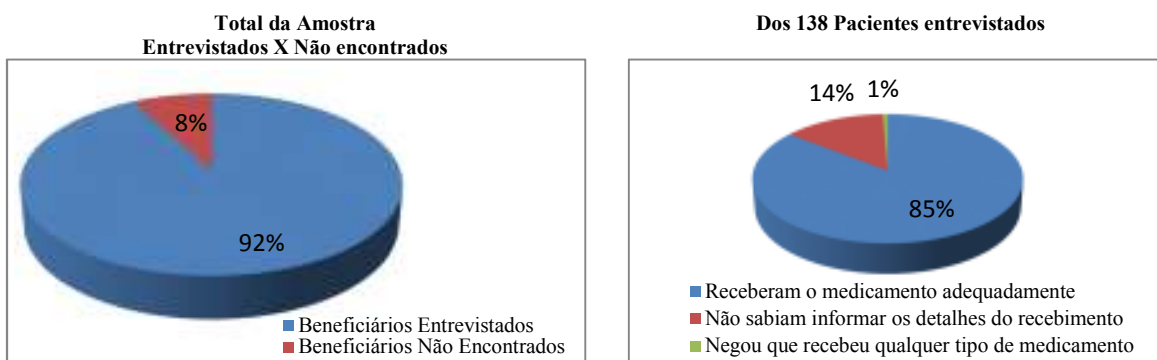 Total da Amostra
Entrevistados X Não encontrados
8%
92%
Beneficiários Entrevistados
Beneficiários Não Encontrados
Dos 138 Pacientes entrevistados
14%
1%
85%
Receberam o medicamento adequadamente
Não sabiam informar os detalhes do recebimento
Negou que recebeu qualquer tipo de medicamento